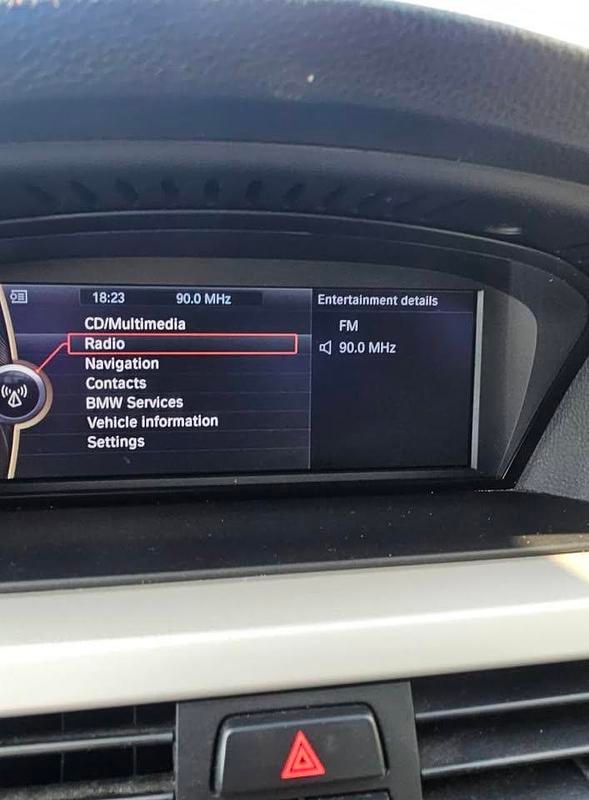 18:23 90.0 MHz
Entertainment details
CD/Multimedia
Radio
Navigation
Contacts
BMW Services
Vehicle information
Settings
FM
90.0 MHz